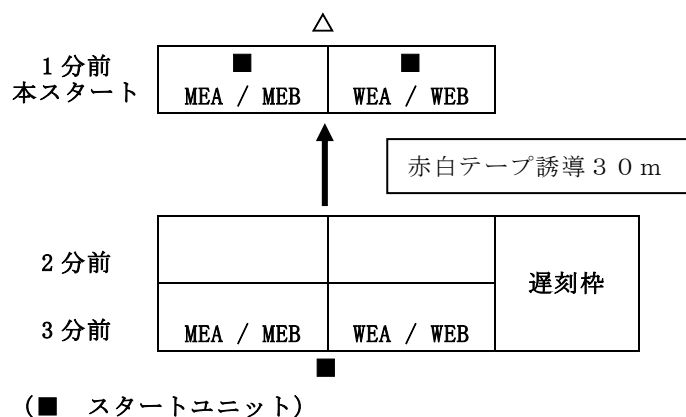 △
1分前
本スタート
■ ■
MEA / MEB WEA / WEB
赤白テープ誘導30m
2分前
遅刻枠
3分前
MEA / MEB WEA / WEB
■
(■ スタートユニット)